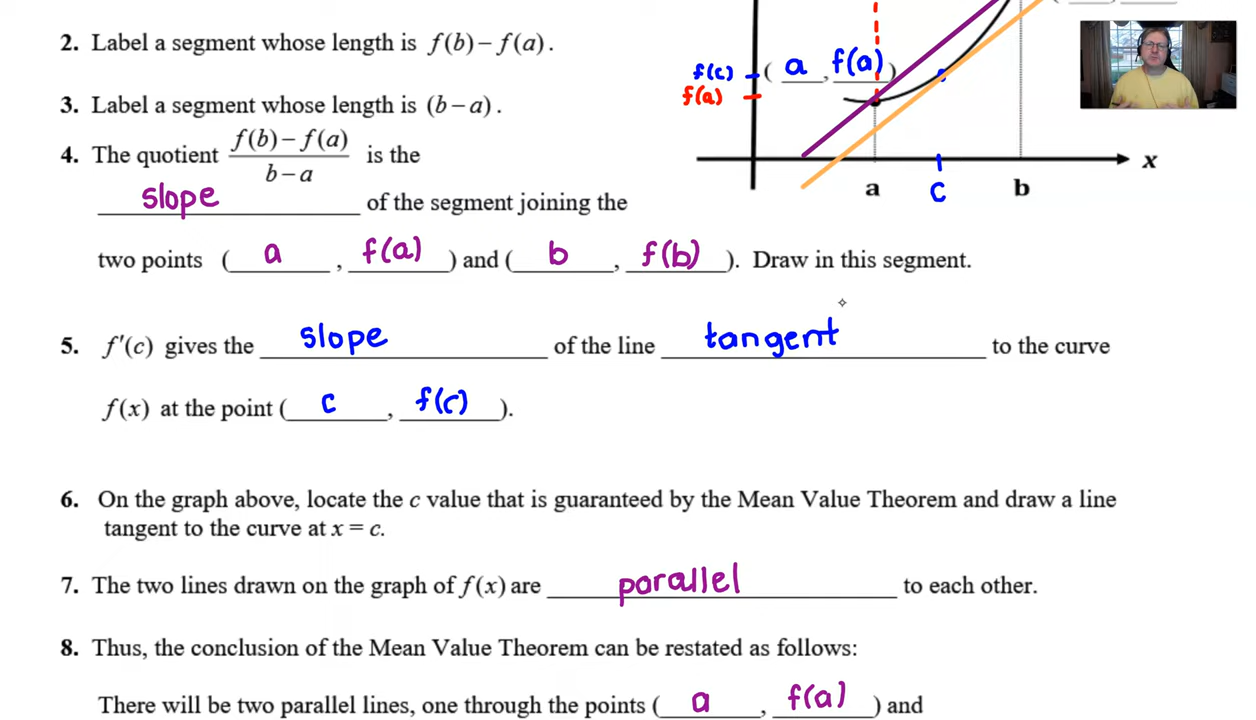 2. Label a segment whose length is f(b) – f(a).
f(c) ( a , f(a) )
f(a)
3. Label a segment whose length is (b – a).
4. The quotient f(b) – f(a) / b – a is the
x
a c b
slope of the segment joining the
two points ( a , f(a) ) and ( b , f(b) ). Draw in this segment.
5. f'(c) gives the slope of the line tangent to the curve
f(x) at the point ( c , f(c) ).
6. On the graph above, locate the c value that is guaranteed by the Mean Value Theorem and draw a line
tangent to the curve at x = c.
7. The two lines drawn on the graph of f(x) are parallel to each other.
8. Thus, the conclusion of the Mean Value Theorem can be restated as follows:
There will be two parallel lines, one through the points ( a , f(a) ) and